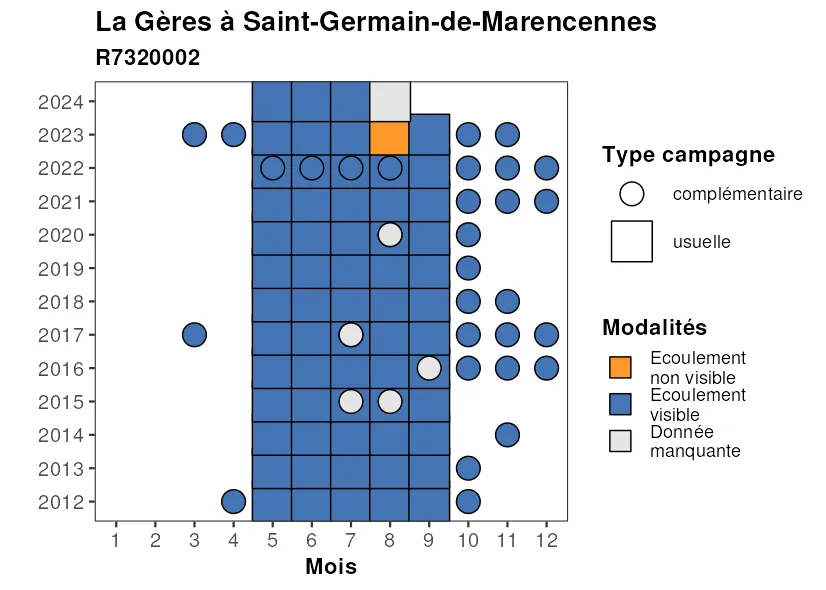 La Gères à Saint-Germain-de-Marencennes
R7320002
2024
2023
2022
2021
2020
2019
2018
2017
2016
2015
2014
2013
2012
1 2 3 4 5 6 7 8 9 10 11 12
Mois
Type campagne
complémentaire
usuelle
Modalités
Ecoulement
non visible
Ecoulement
visible
Donnée
manquante